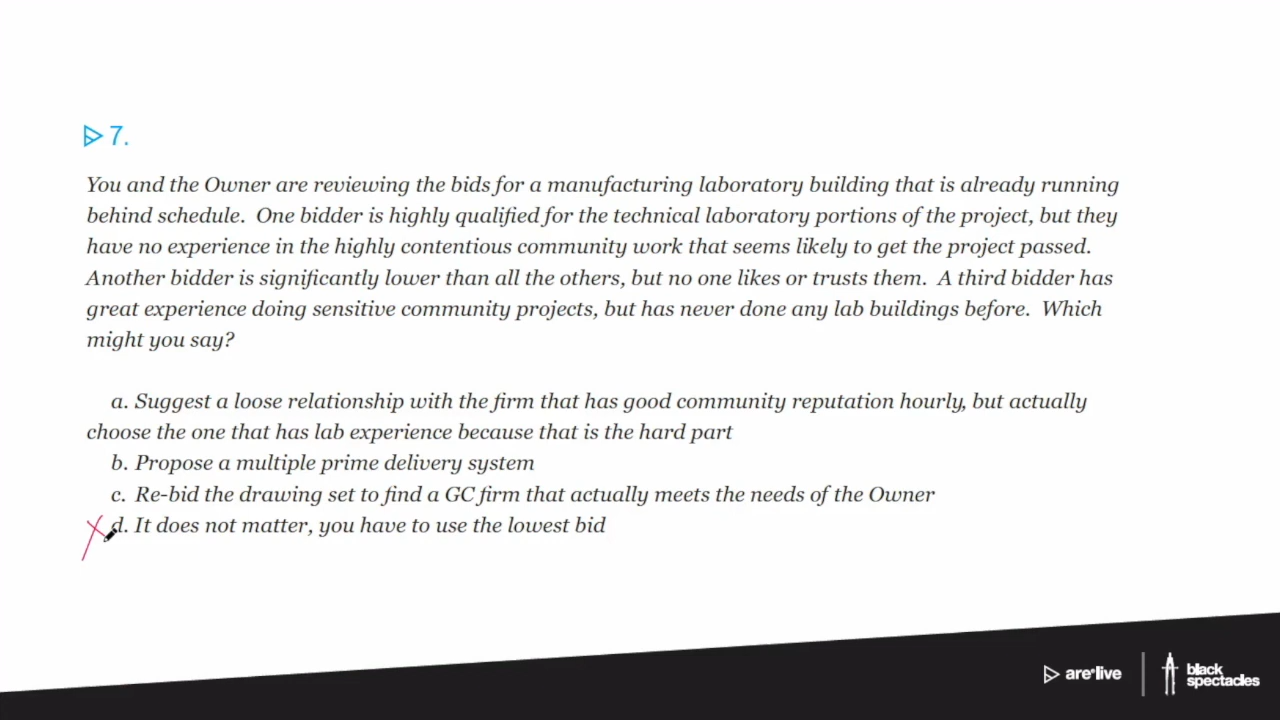 7.
You and the Owner are reviewing the bids for a manufacturing laboratory building that is already running
behind schedule.  One bidder is highly qualified for the technical laboratory portions of the project, but they
have no experience in the highly contentious community work that seems likely to get the project passed.
Another bidder is significantly lower than all the others, but no one likes or trusts them.  A third bidder has
great experience doing sensitive community projects, but has never done any lab buildings before.  Which
might you say?
a. Suggest a loose relationship with the firm that has good community reputation hourly, but actually
choose the one that has lab experience because that is the hard part
b. Propose a multiple prime delivery system
c.  Re-bid the drawing set to find a GC firm that actually meets the needs of the Owner
d. It does not matter, you have to use the lowest bid
are*live
black
spectacles